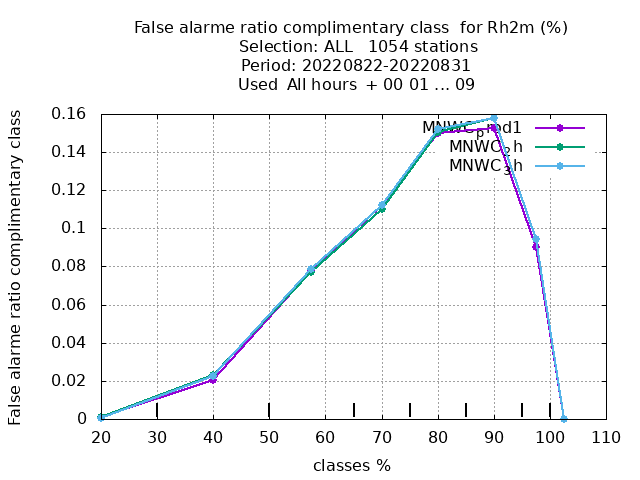 False alarme ratio complimentary class  for Rh2m (%)
Selection: ALL   1054 stations
Period: 20220822-20220831
Used  All hours  + 00 01 ... 09
False alarme ratio complimentary class
0.16
0.14
0.12
0.1
0.08
0.06
0.04
0.02
0
MNWC_prod1
MNWC_2h
MNWC_3h
20 30 40 50 60 70 80 90 100 110
classes %